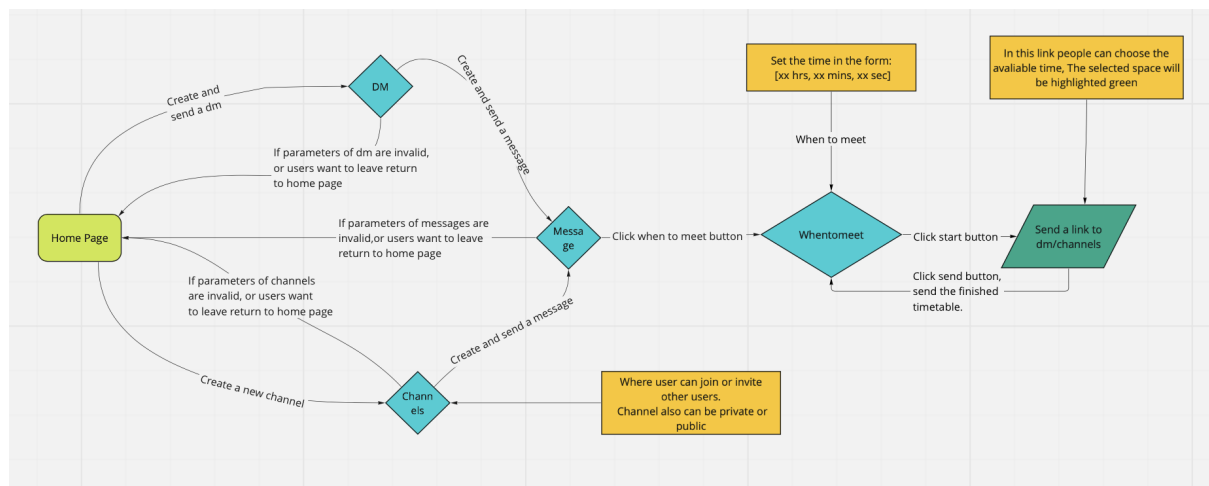 Set the time in the form:
[xx hrs, xx mins, xx sec]
In this link people can choose the
avaliable time, The selected space will
be highlighted green
DM
Create and
send a dm
Create and send a message
When to meet
If parameters of dm are invalid,
or users want to leave return
to home page
Home Page
If parameters of messages are
invalid,or users want to leave
return to home page
Messa
ge
Click when to meet button
Whentomeet
Click start button
Send a link to
dm/channels
If parameters of channels
are invalid, or users want
to leave return to home page
Click send button,
send the finished
timetable.
Create and send a message
Create a new channel
Chann
els
Where user can join or invite
other users.
Channel also can be private or
public